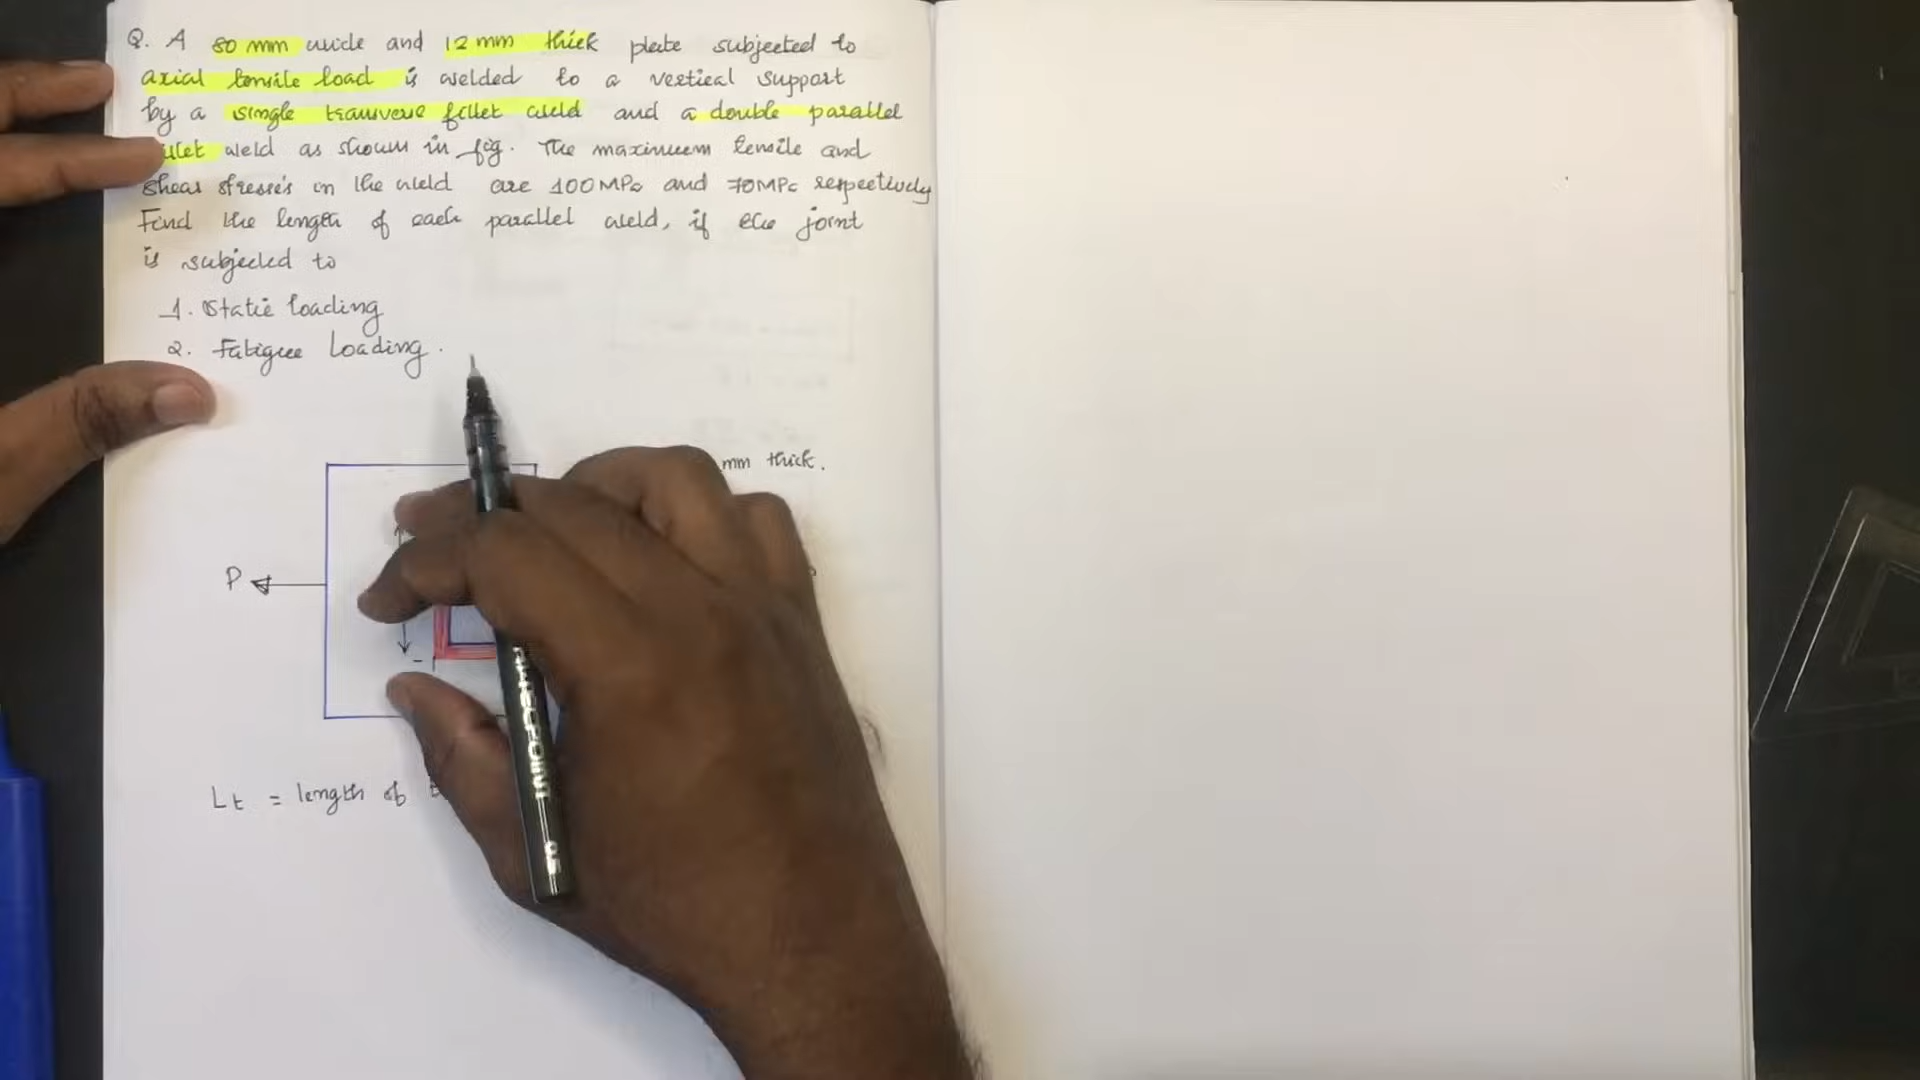 Q. A 80 mm wide and 12 mm thick plate subjected to
axial tensile load is welded to a vertical support
by a single transverse fillet weld and a double parallel
weld as shown in fig. The maximum tensile and
shear stresses in the weld are 100 MPa and 70 MPa respectively
Find the length of each parallel weld, if the joint
is subjected to
1. Static loading
2. Fatigue Loading.
mm thick.
P
Lt = length of
TECHPOINT 0.5